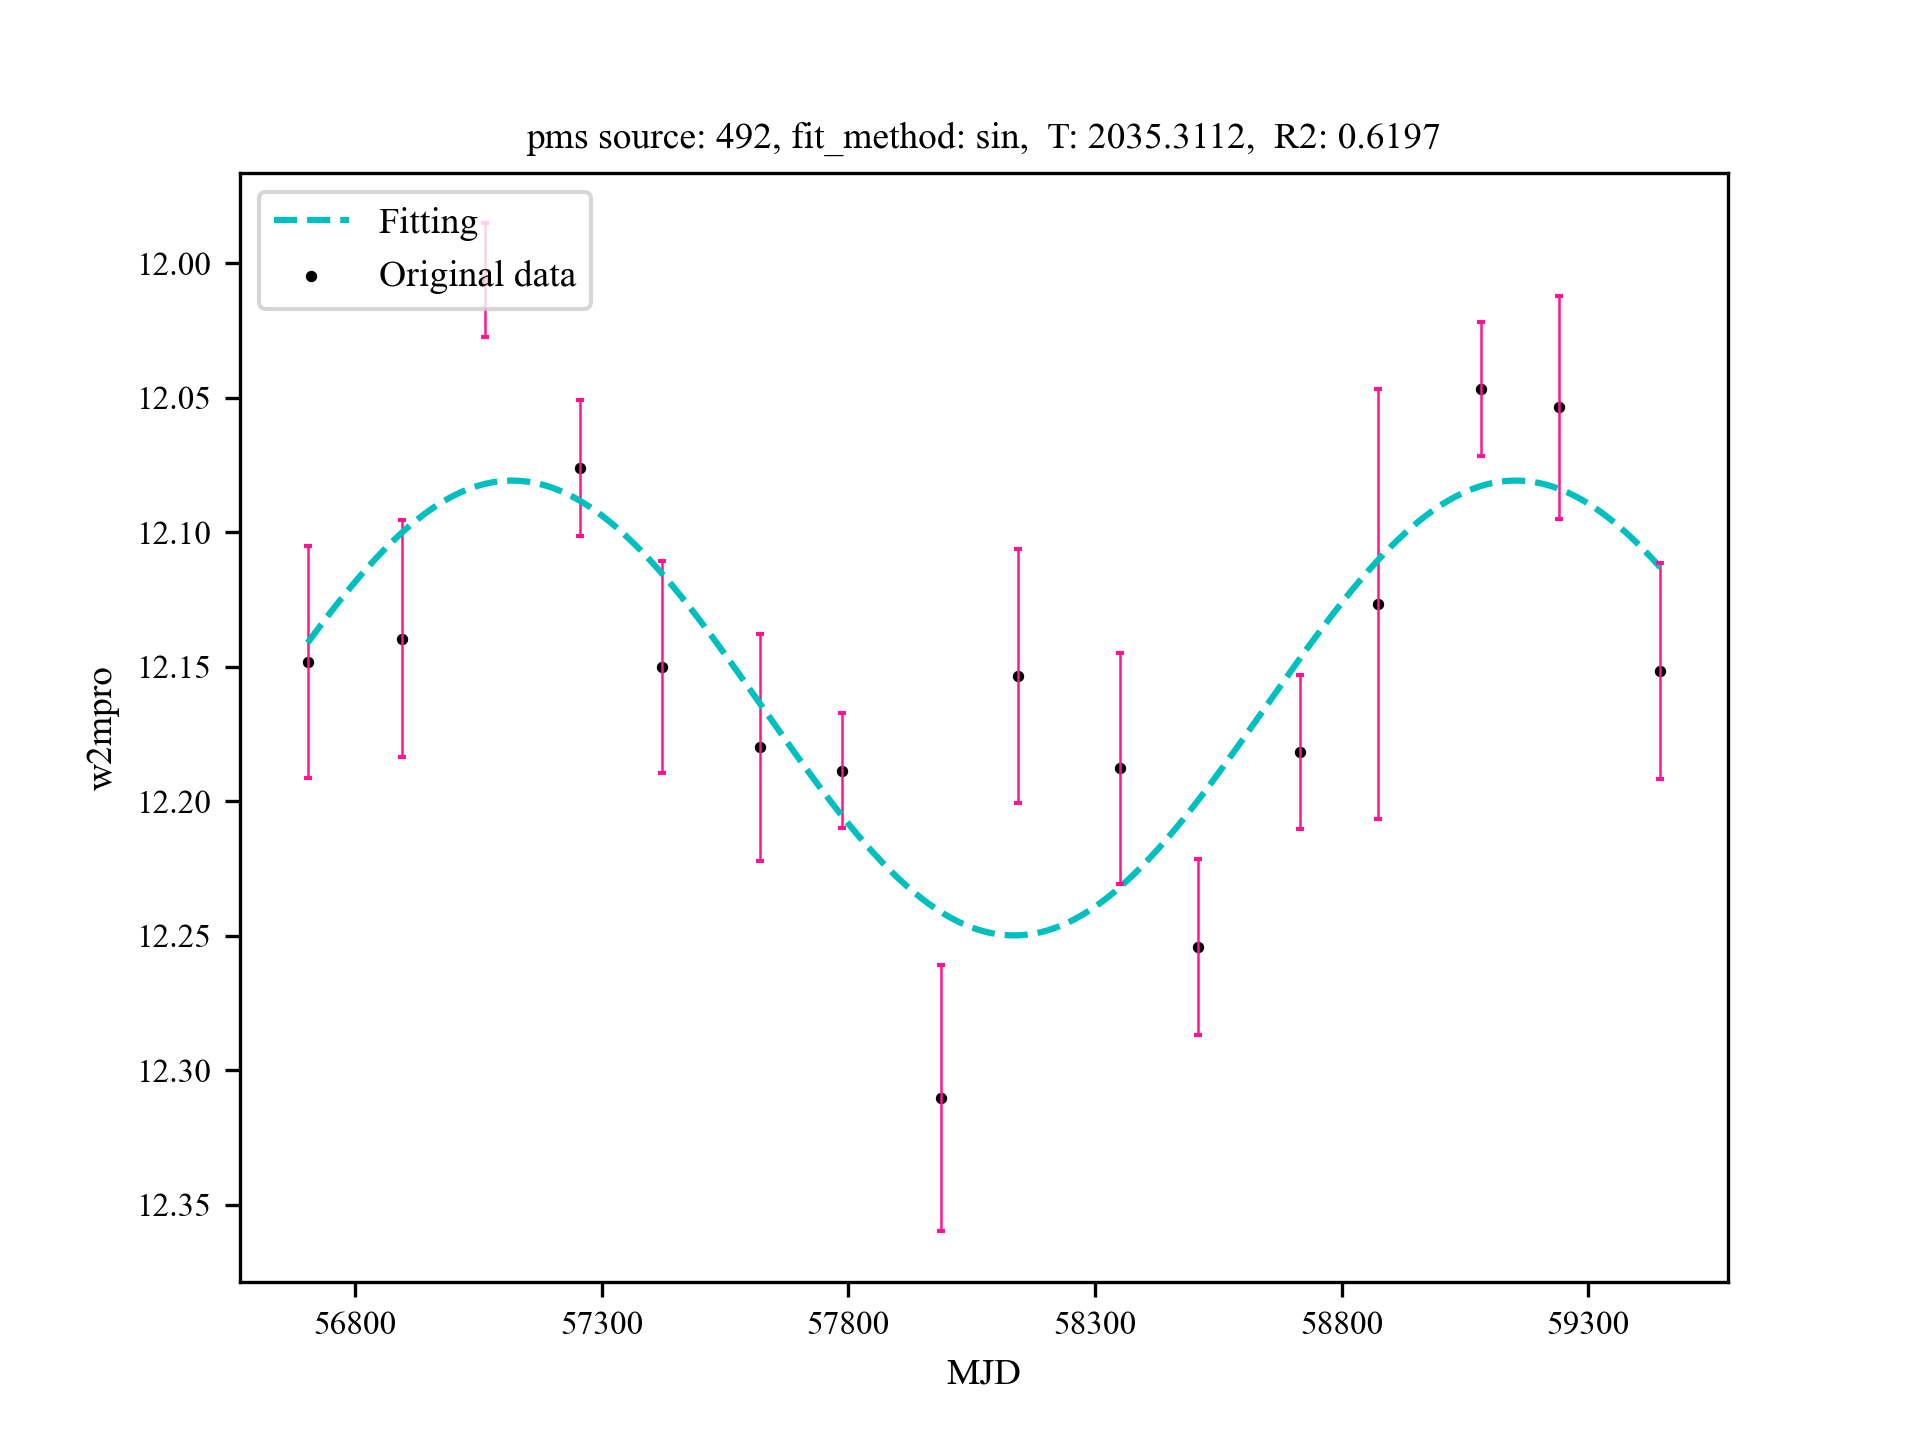 pms source: 492, fit_method: sin, T: 2035.3112, R2: 0.6197
Fitting
Original data
12.00
12.05
12.10
12.15
12.20
12.25
12.30
12.35
w2mpro
56800 57300 57800 58300 58800 59300
MJD